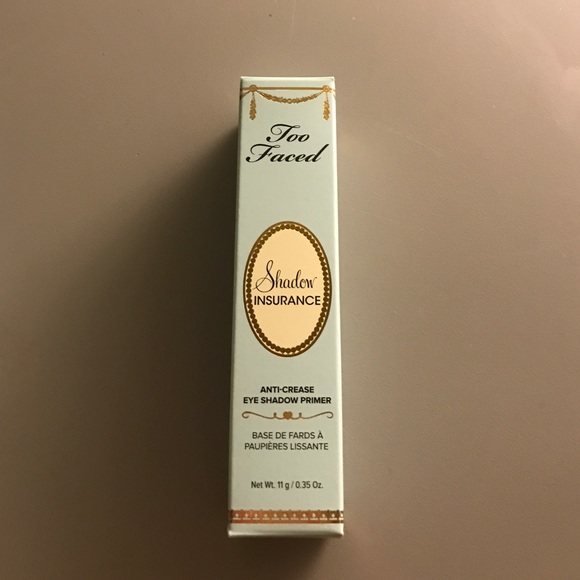 Too
Faced
Shadow
INSURANCE
ANTI-CREASE
EYE SHADOW PRIMER
BASE DE FARDS À
PAUPIÈRES LISSANTE
Net Wt. 11 g / 0.35 Oz.